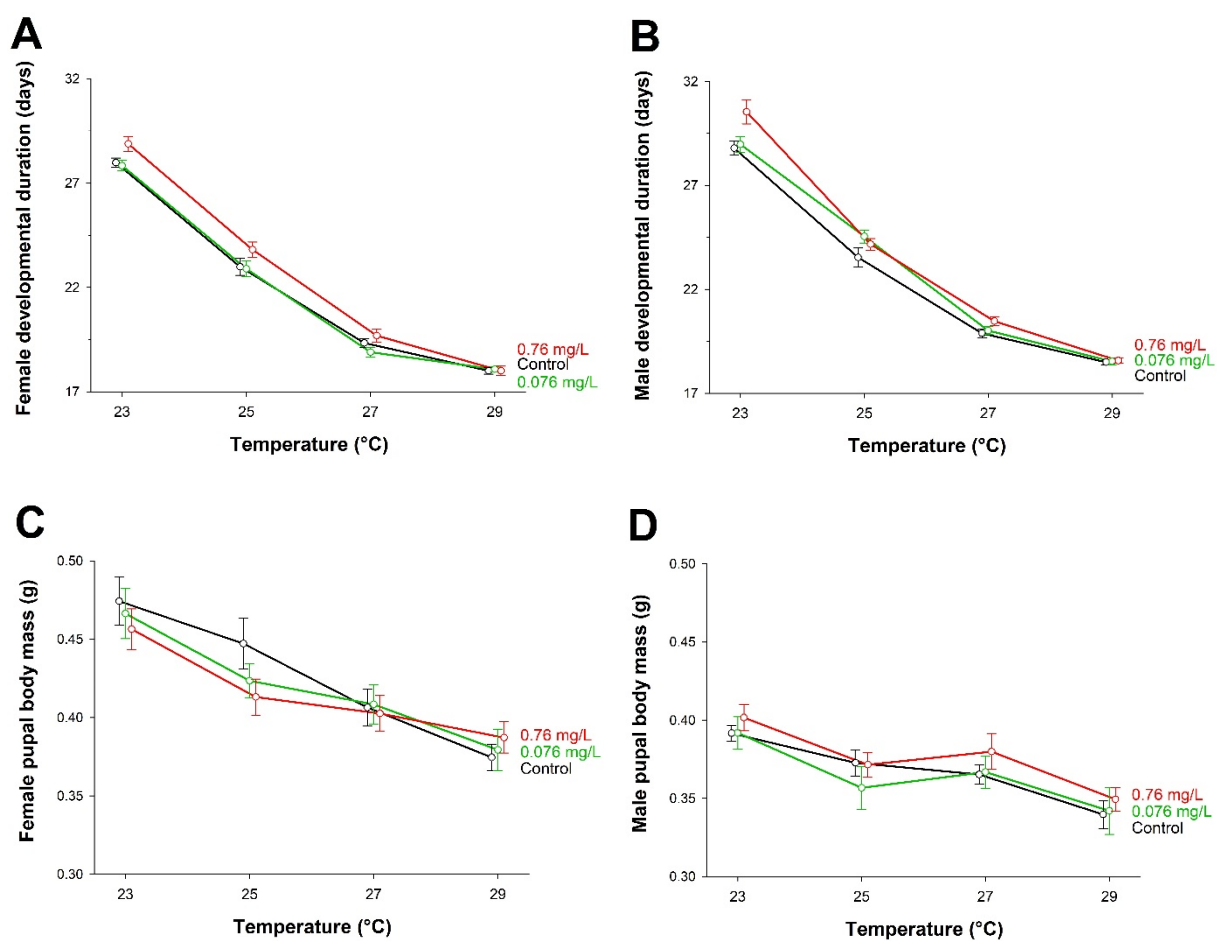 A
Female developmental duration (days)
32
27
22
17
23 25 27 29
Temperature (°C)
0.76 mg/L
Control
0.076 mg/L
B
Male developmental duration (days)
32
27
22
17
23 25 27 29
Temperature (°C)
0.76 mg/L
0.076 mg/L
Control
C
Female pupal body mass (g)
0.50
0.45
0.40
0.35
0.30
23 25 27 29
Temperature (°C)
0.76 mg/L
0.076 mg/L
Control
D
Male pupal body mass (g)
0.50
0.45
0.40
0.35
0.30
23 25 27 29
Temperature (°C)
0.76 mg/L
0.076 mg/L
Control